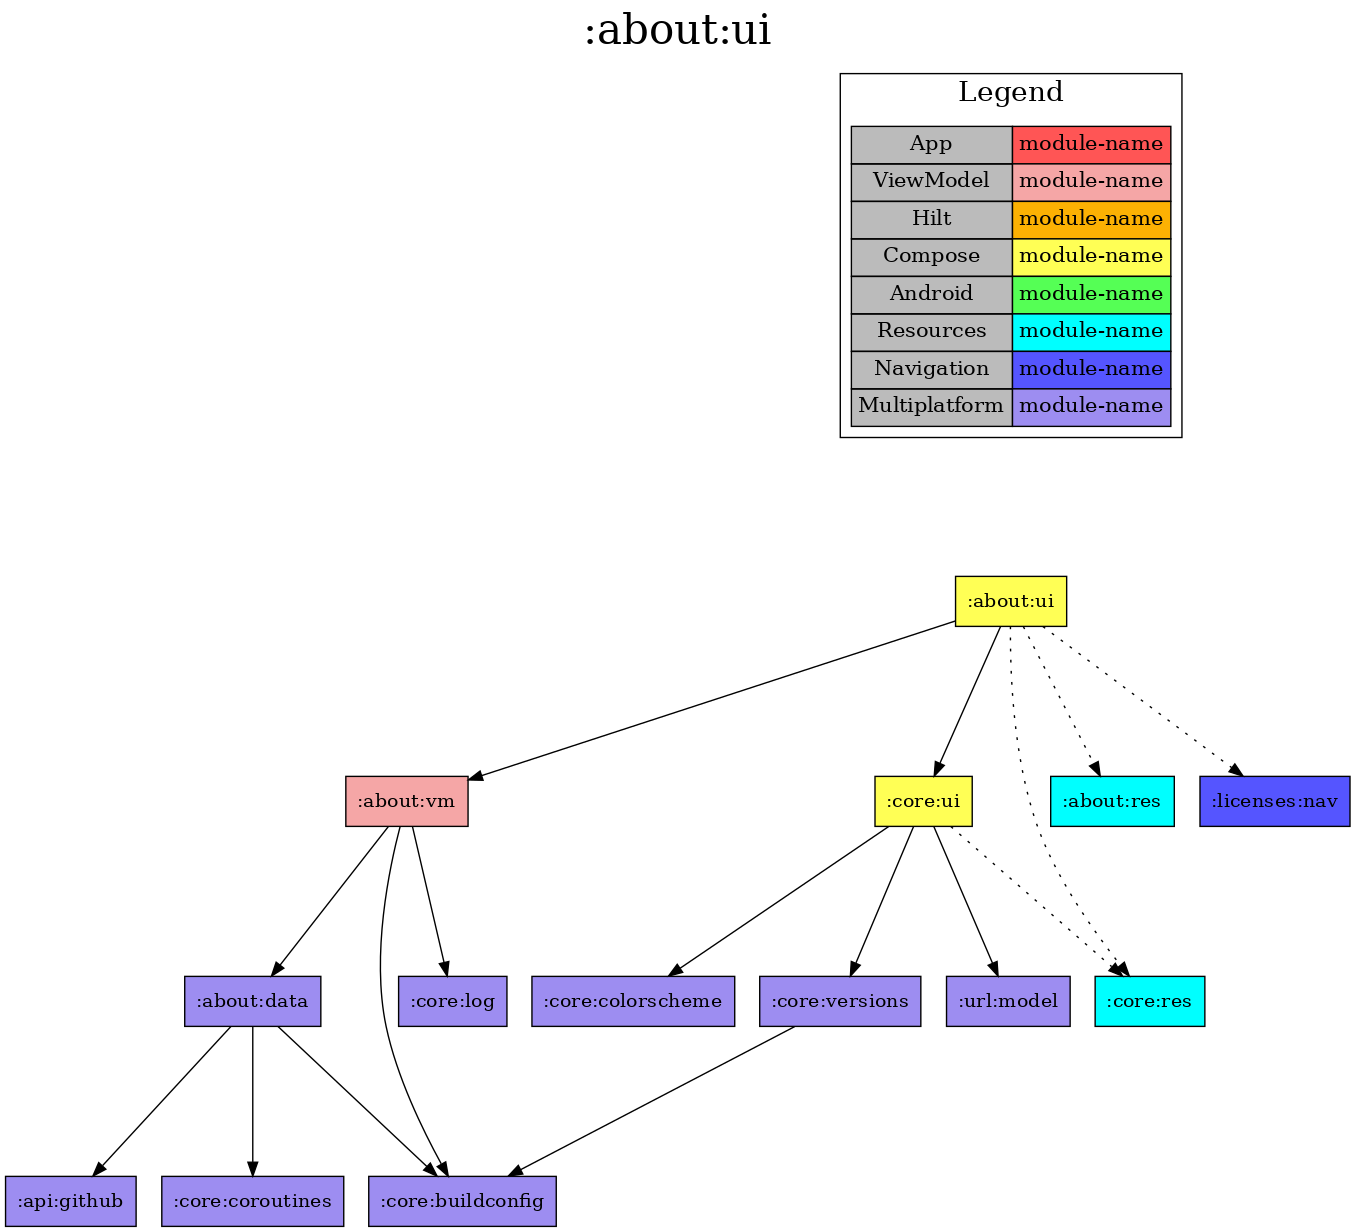 :about:ui
Legend
App module-name
ViewModel module-name
Hilt module-name
Compose module-name
Android module-name
Resources module-name
Navigation module-name
Multiplatform module-name
:about:ui
:about:vm :core:ui :about:res :licenses:nav
:about:data :core:log :core:colorscheme :core:versions :url:model :core:res
:api:github :core:coroutines :core:buildconfig